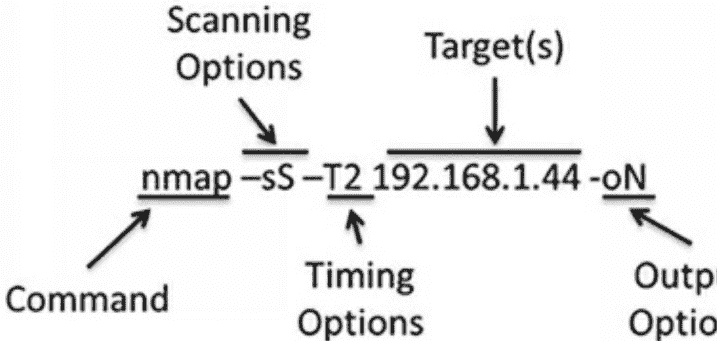 Scanning
Options
Target(s)
nmap –sS –T2 192.168.1.44 -oN
Command
Timing
Options